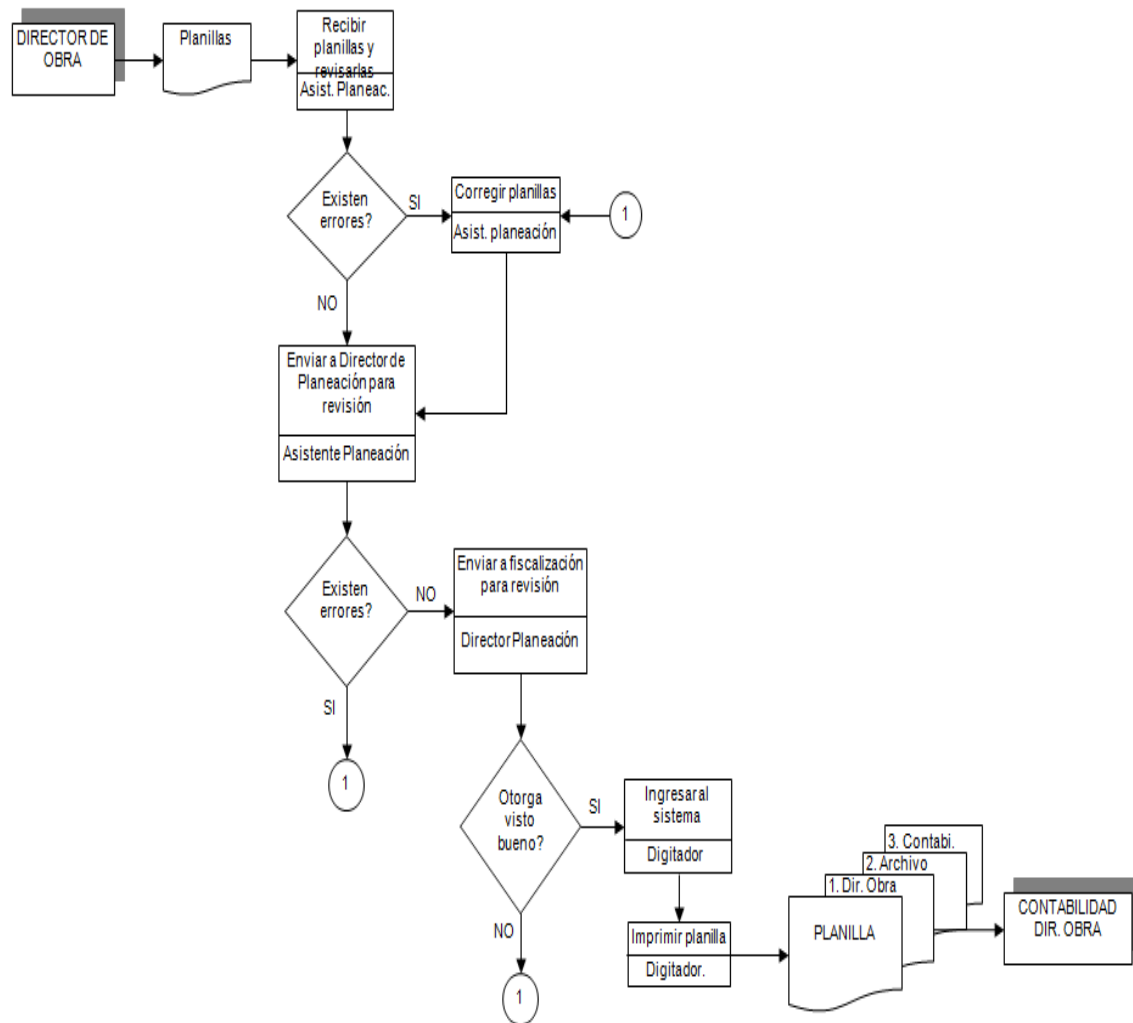 DIRECTOR DE
OBRA
Planillas
Recibir
planillas y
revisarlas
Asist. Planeac.
Existen
errores?
SI
Corregir planillas
Asist. planeación
1
NO
Enviar a Director de
Planeación para
revisión
Asistente Planeación
Existen
errores?
NO
Enviar a fiscalización
para revisión
Director Planeación
SI
1
Otorga
visto
bueno?
SI
Ingresar al
sistema
Digitador
NO
1
Imprimir planilla
Digitador.
3. Contabi.
2. Archivo
1. Dir. Obra
PLANILLA
CONTABILIDAD
DIR. OBRA